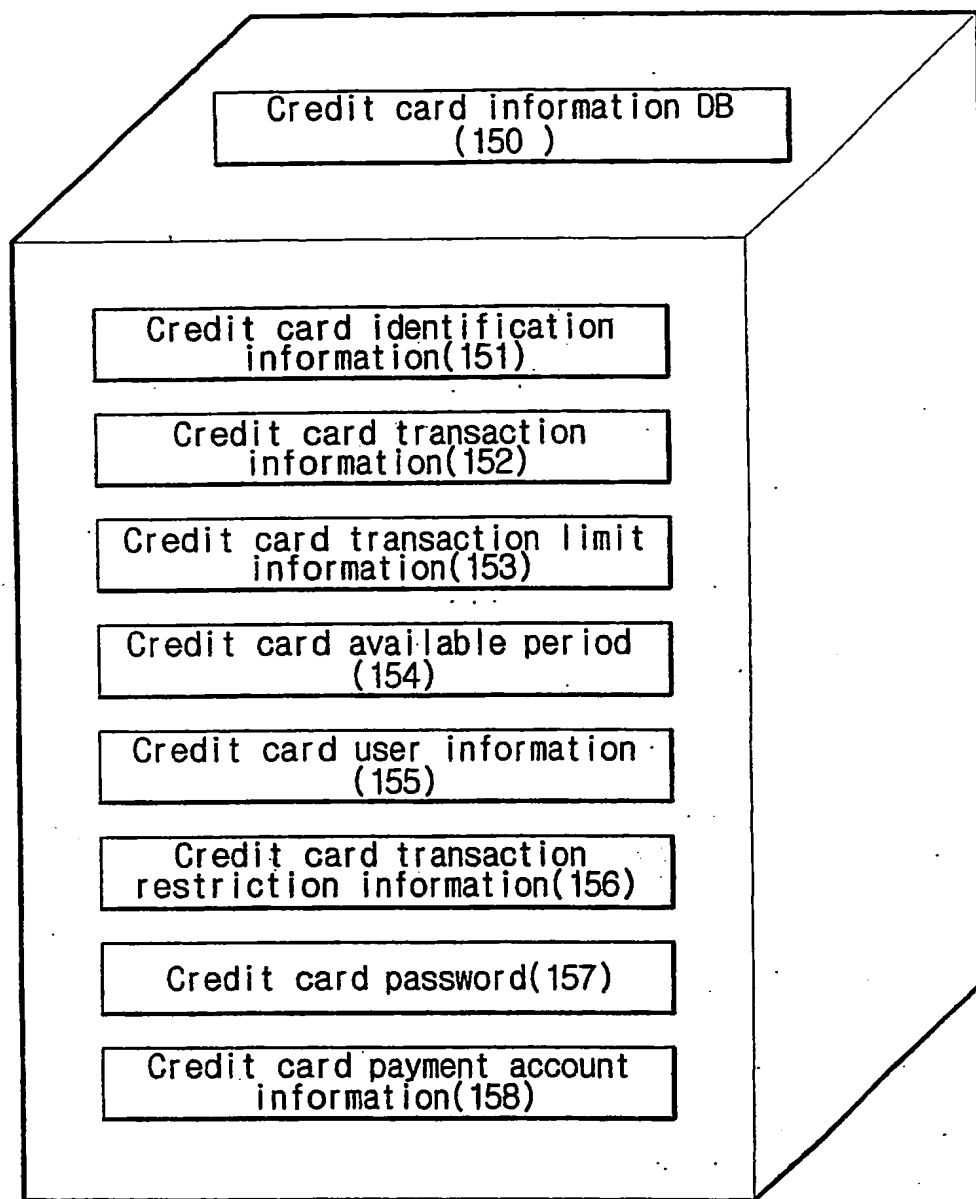 Credit card information DB
(150 )
Credit card identification
information(151)
Credit card transaction
information(152)
Credit card transaction limit
information(153)
Credit card available period
(154)
Credit card user information
(155)
Credit card transaction
restriction information(156)
Credit card password(157)
Credit card payment account
information(158)